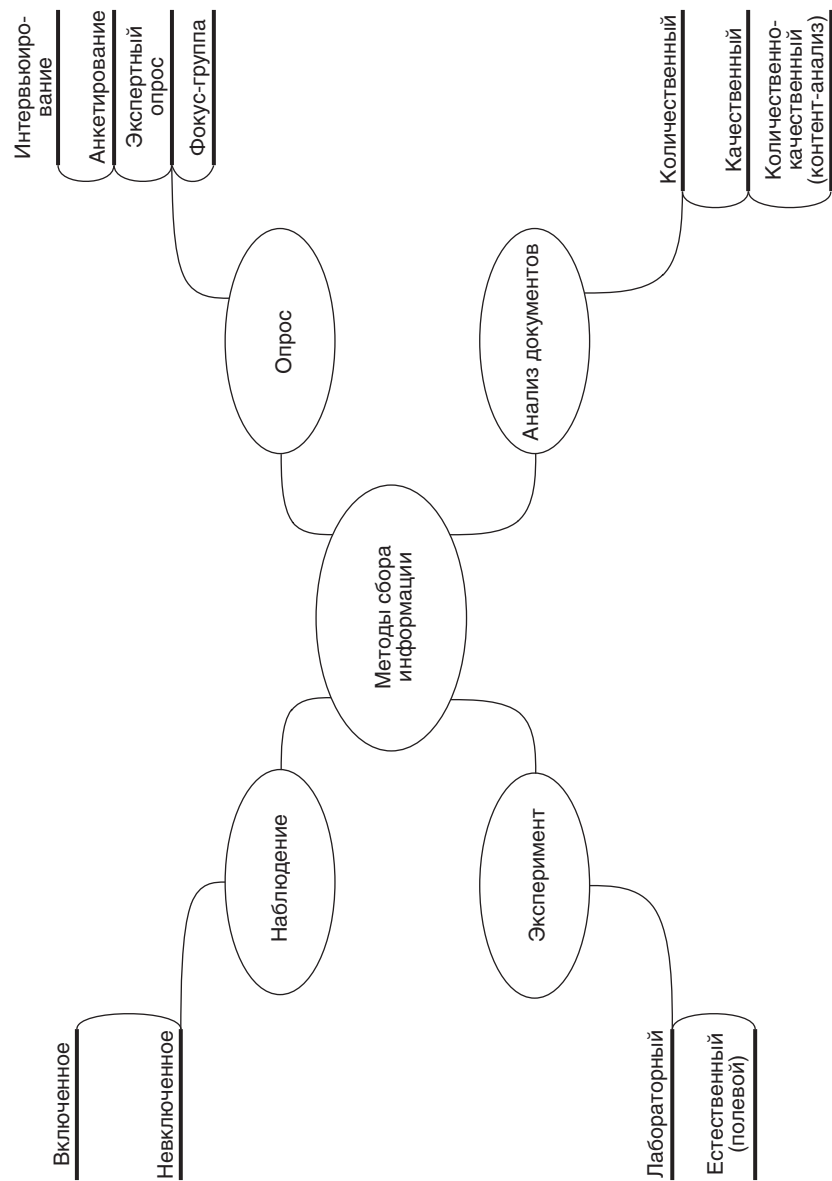 Включенное
Невключенное
Наблюдение
Интервьюиро-
вание
Анкетирование
Экспертный
опрос
Фокус-группа
Опрос
Методы сбора
информации
Эксперимент
Лабораторный
Естественный
(полевой)
Анализ документов
Количественный
Качественный
Количественно-
качественный
(контент-анализ)